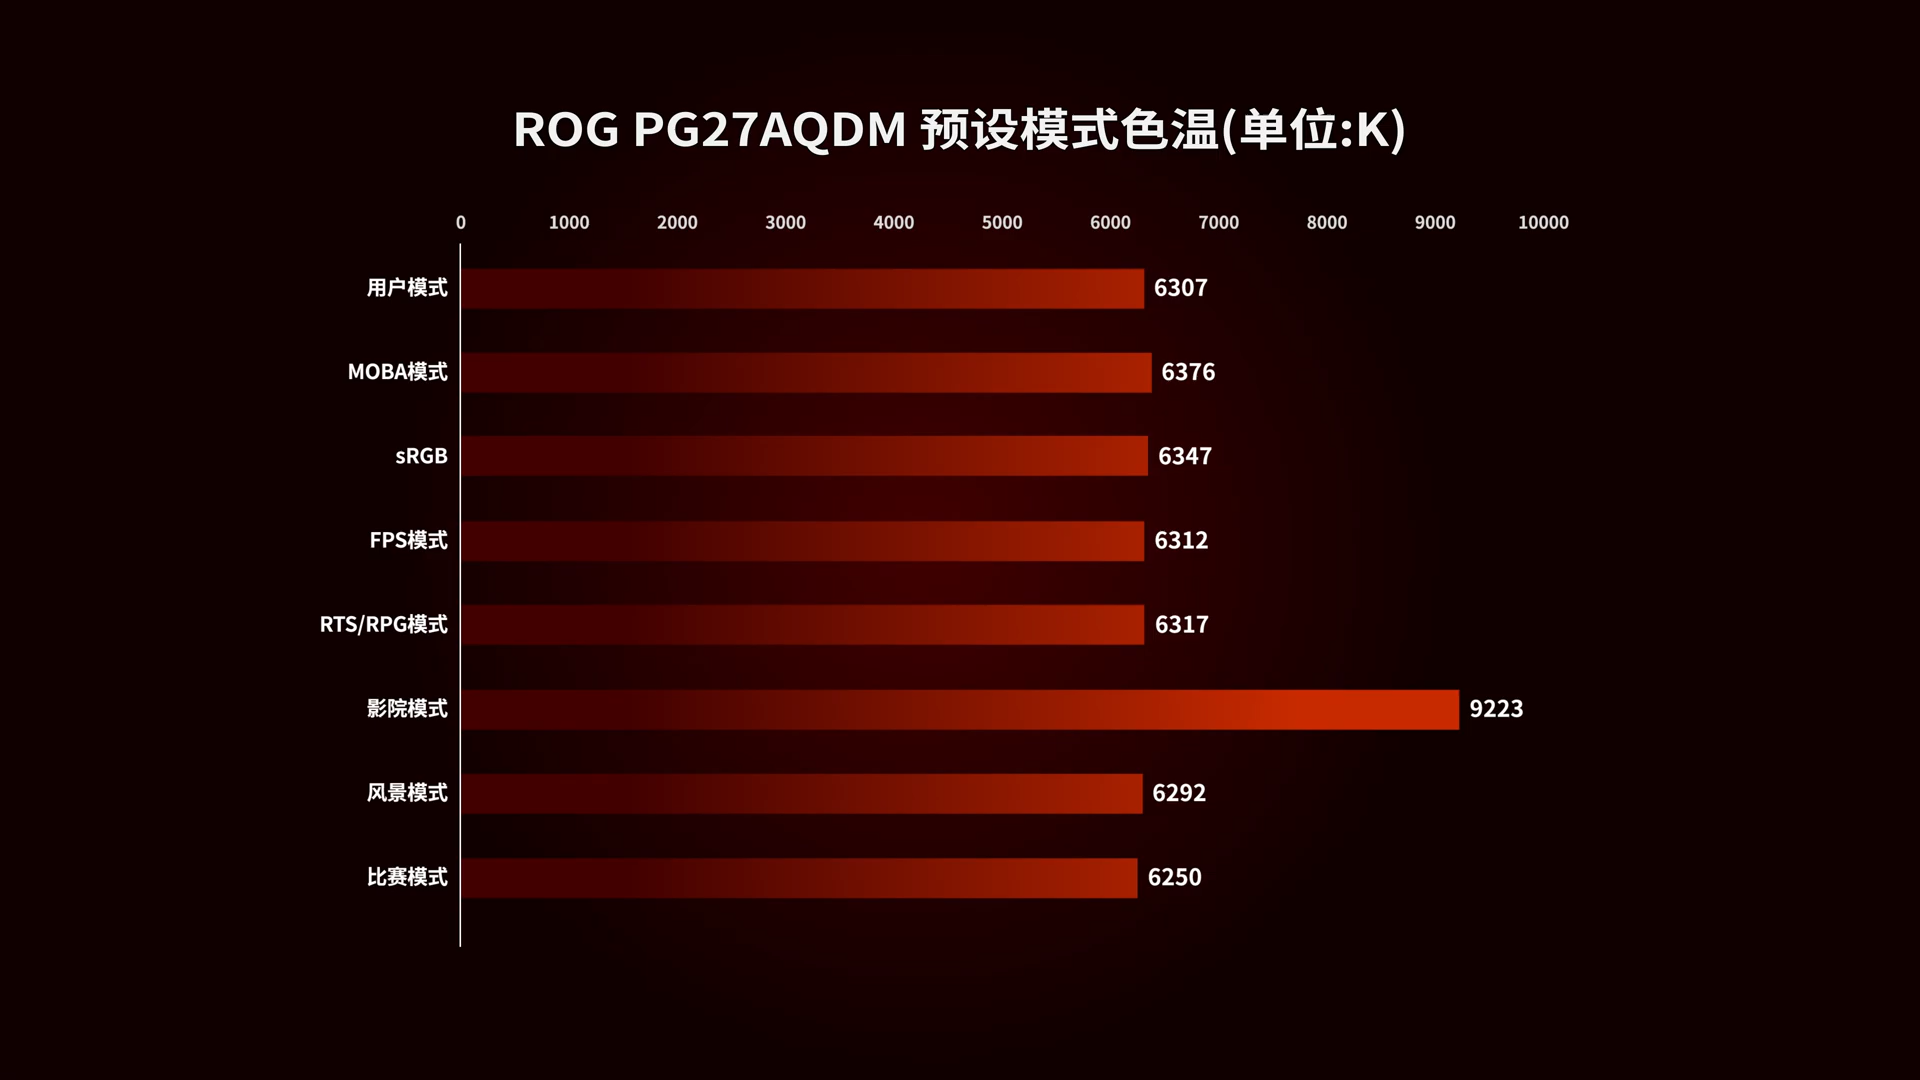 ROG PG27AQDM 预设模式色温(单位:K)
0 1000 2000 3000 4000 5000 6000 7000 8000 9000 10000
用户模式 6307
MOBA模式 6376
sRGB 6347
FPS模式 6312
RTS/RPG模式 6317
影院模式 9223
风景模式 6292
比赛模式 6250